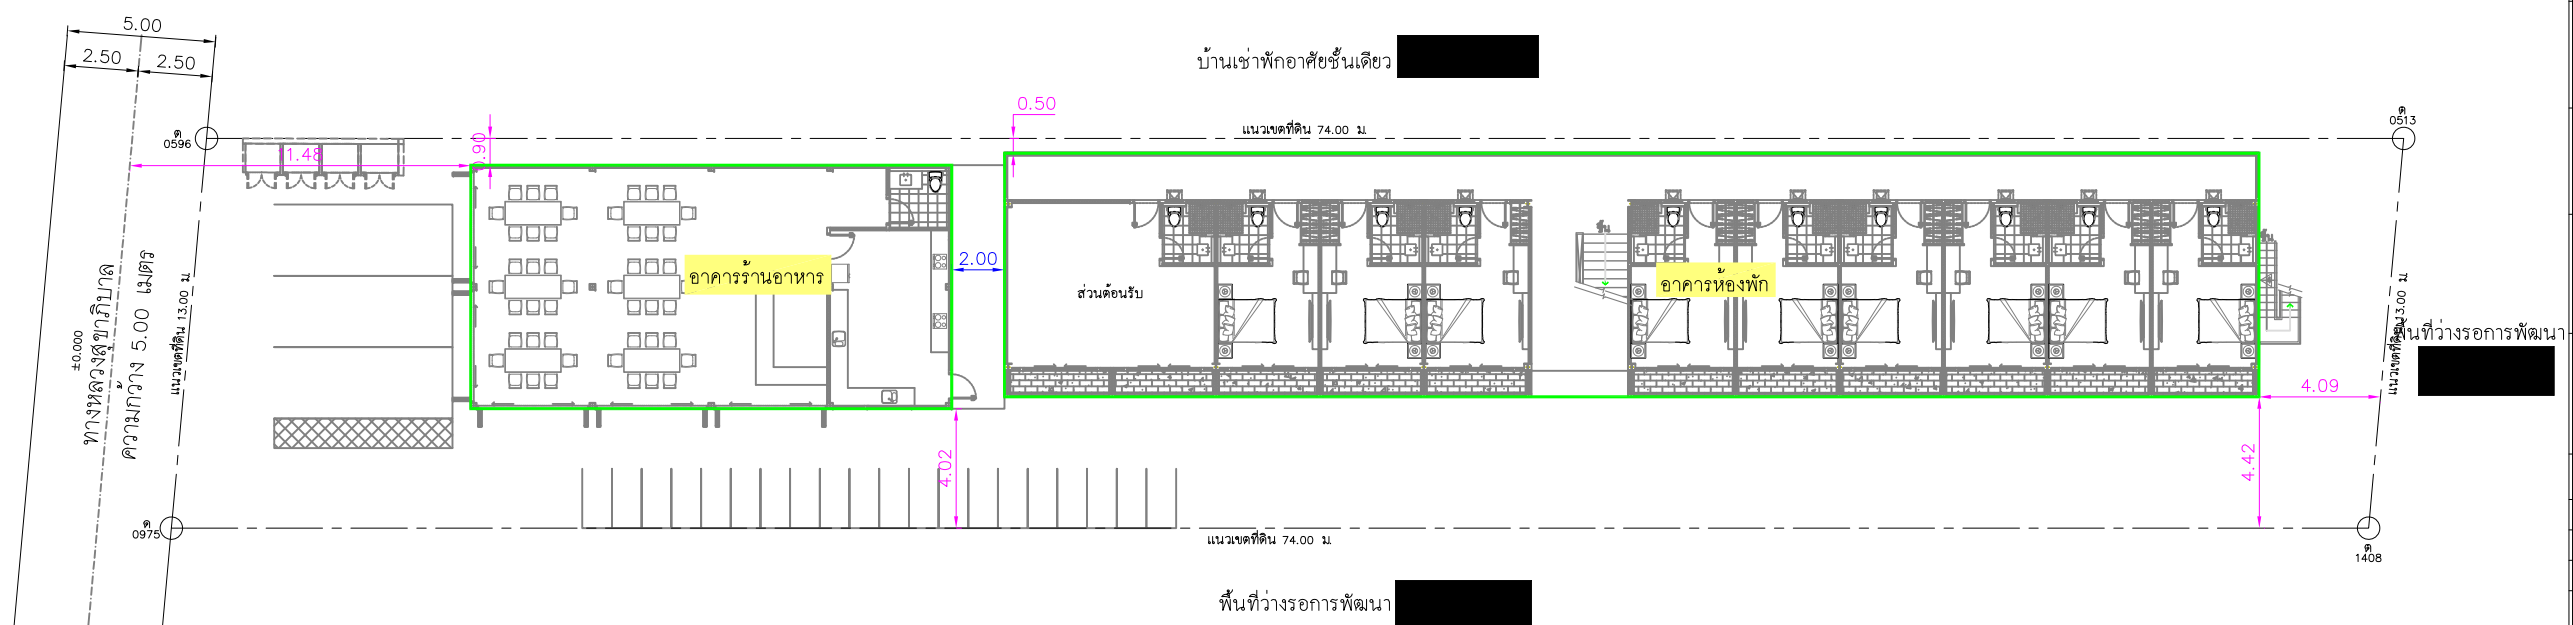 5.00
2.50
2.50
บ้านเช่าพักอาศัยชั้นเดียว
0.50
ต
0596
แนวเขตที่ดิน 74.00 ม.
ต
0513
11.48
0.90
อาคารร้านอาหาร
2.00
ส่วนต้อนรับ
ขึ้น
อาคารห้องพัก
ขึ้น
±0.000
ทางหลวงสุขาภิบาล
ความกว้าง 5.00 เมตร
แนวเขตที่ดิน 13.00 ม.
แนวเขตที่ดิน 13.00 ม.
พื้นที่ว่างรอการพัฒนา
4.09
4.02
4.42
ต
0975
แนวเขตที่ดิน 74.00 ม.
ต
1408
พื้นที่ว่างรอการพัฒนา